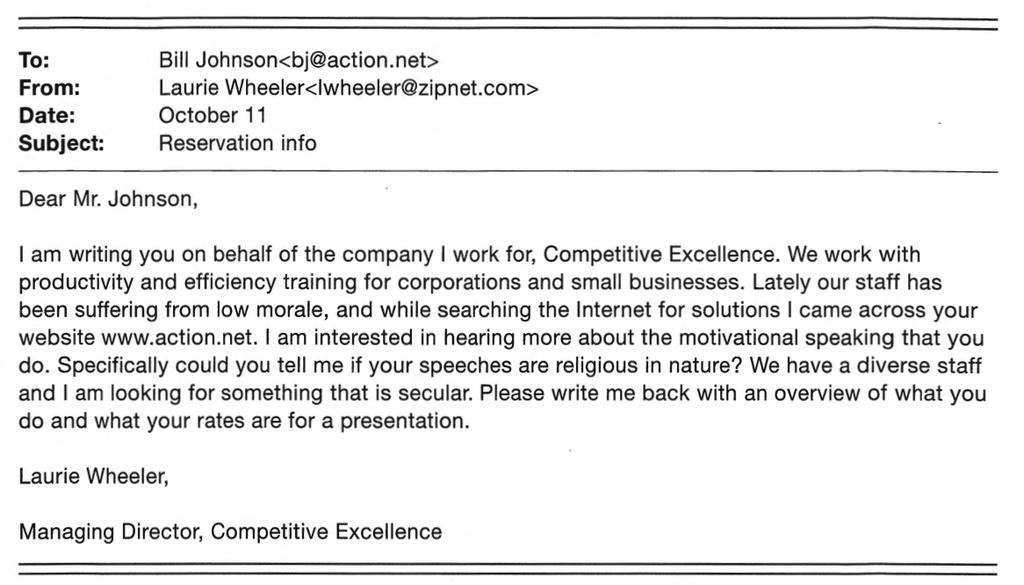 To: Bill Johnson<bj@action.net>
From: Laurie Wheeler<lwheeler@zipnet.com>
Date: October 11
Subject: Reservation info
Dear Mr. Johnson,
I am writing you on behalf of the company I work for, Competitive Excellence. We work with
productivity and efficiency training for corporations and small businesses. Lately our staff has
been suffering from low morale, and while searching the Internet for solutions I came across your
website www.action.net. I am interested in hearing more about the motivational speaking that you
do. Specifically could you tell me if your speeches are religious in nature? We have a diverse staff
and I am looking for something that is secular. Please write me back with an overview of what you
do and what your rates are for a presentation.
Laurie Wheeler,
Managing Director, Competitive Excellence